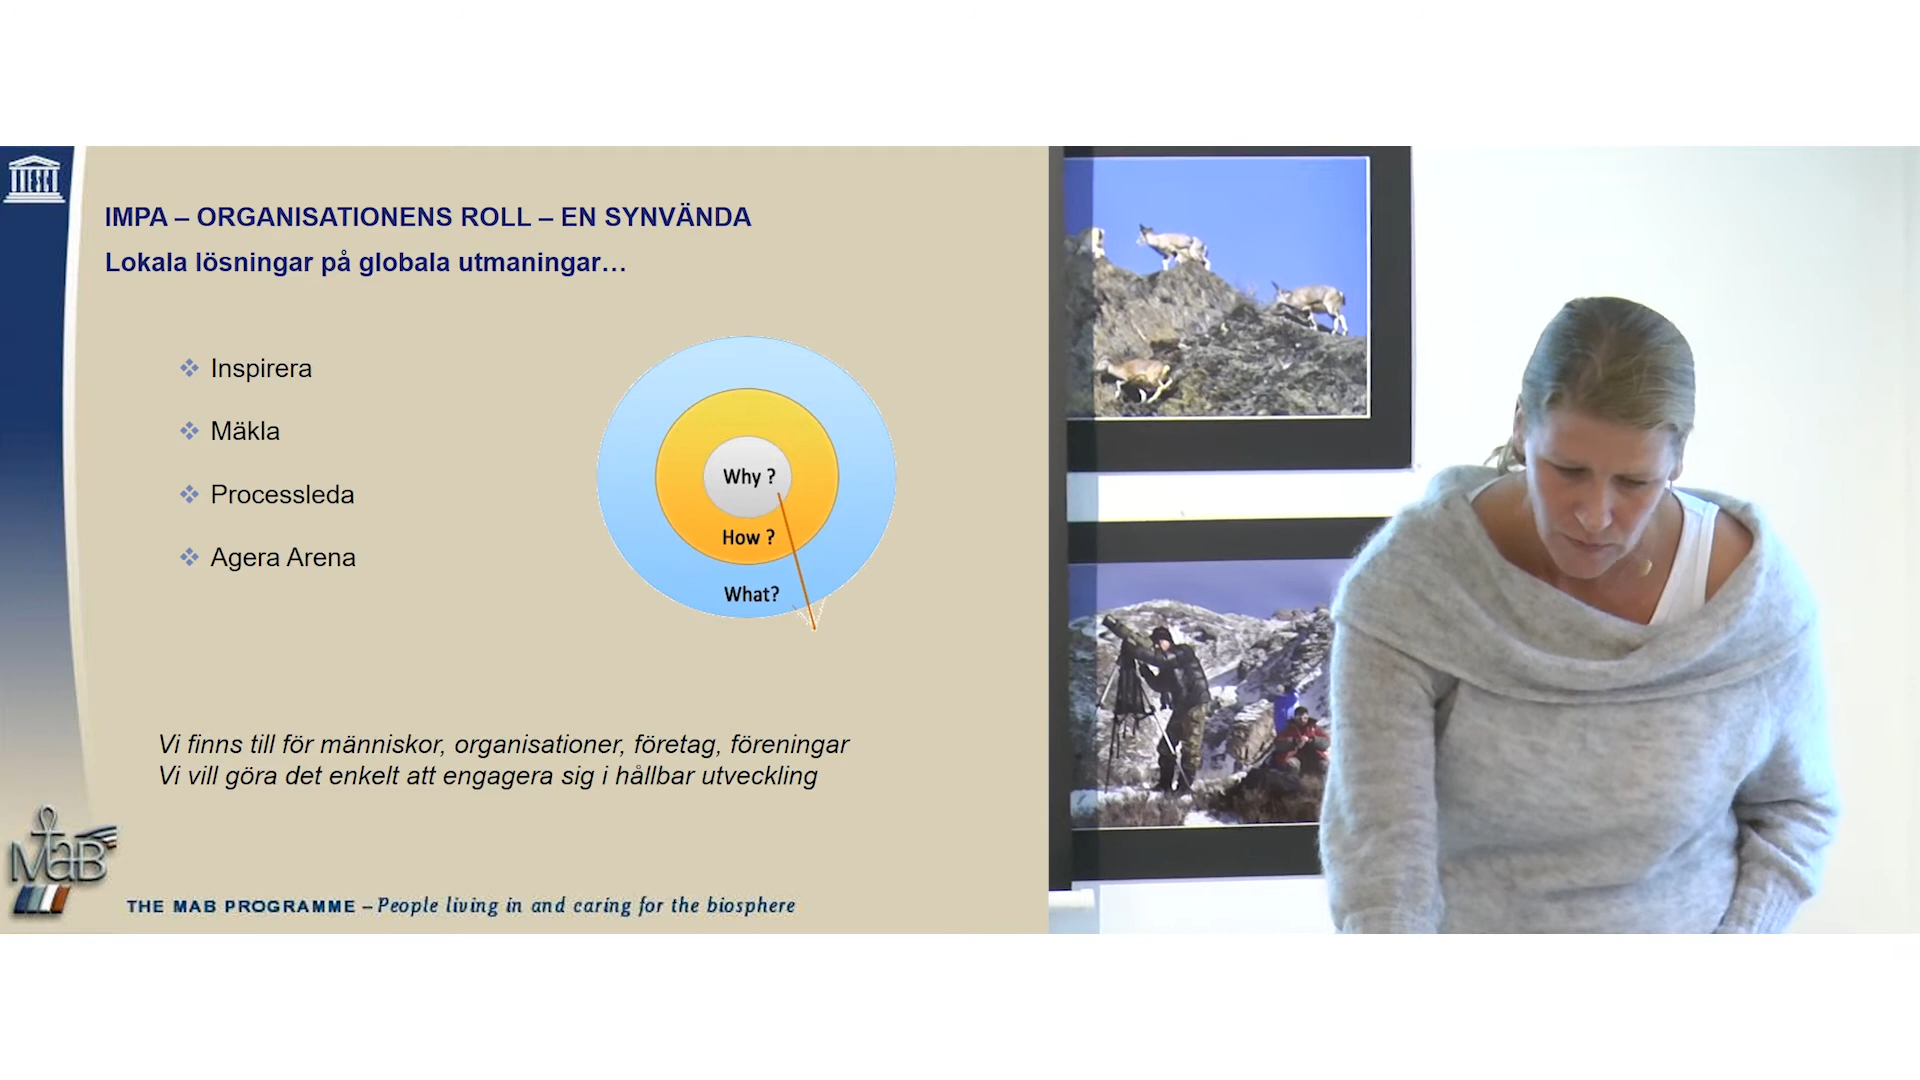 IMPA – ORGANISATIONENS ROLL – EN SYNVÄNDA
Lokala lösningar på globala utmaningar…
Inspirera
Mäkla
Processleda
Agera Arena
Why ?
How ?
What?
Vi finns till för människor, organisationer, företag, föreningar
Vi vill göra det enkelt att engagera sig i hållbar utveckling
MaB
THE MAB PROGRAMME – People living in and caring for the biosphere